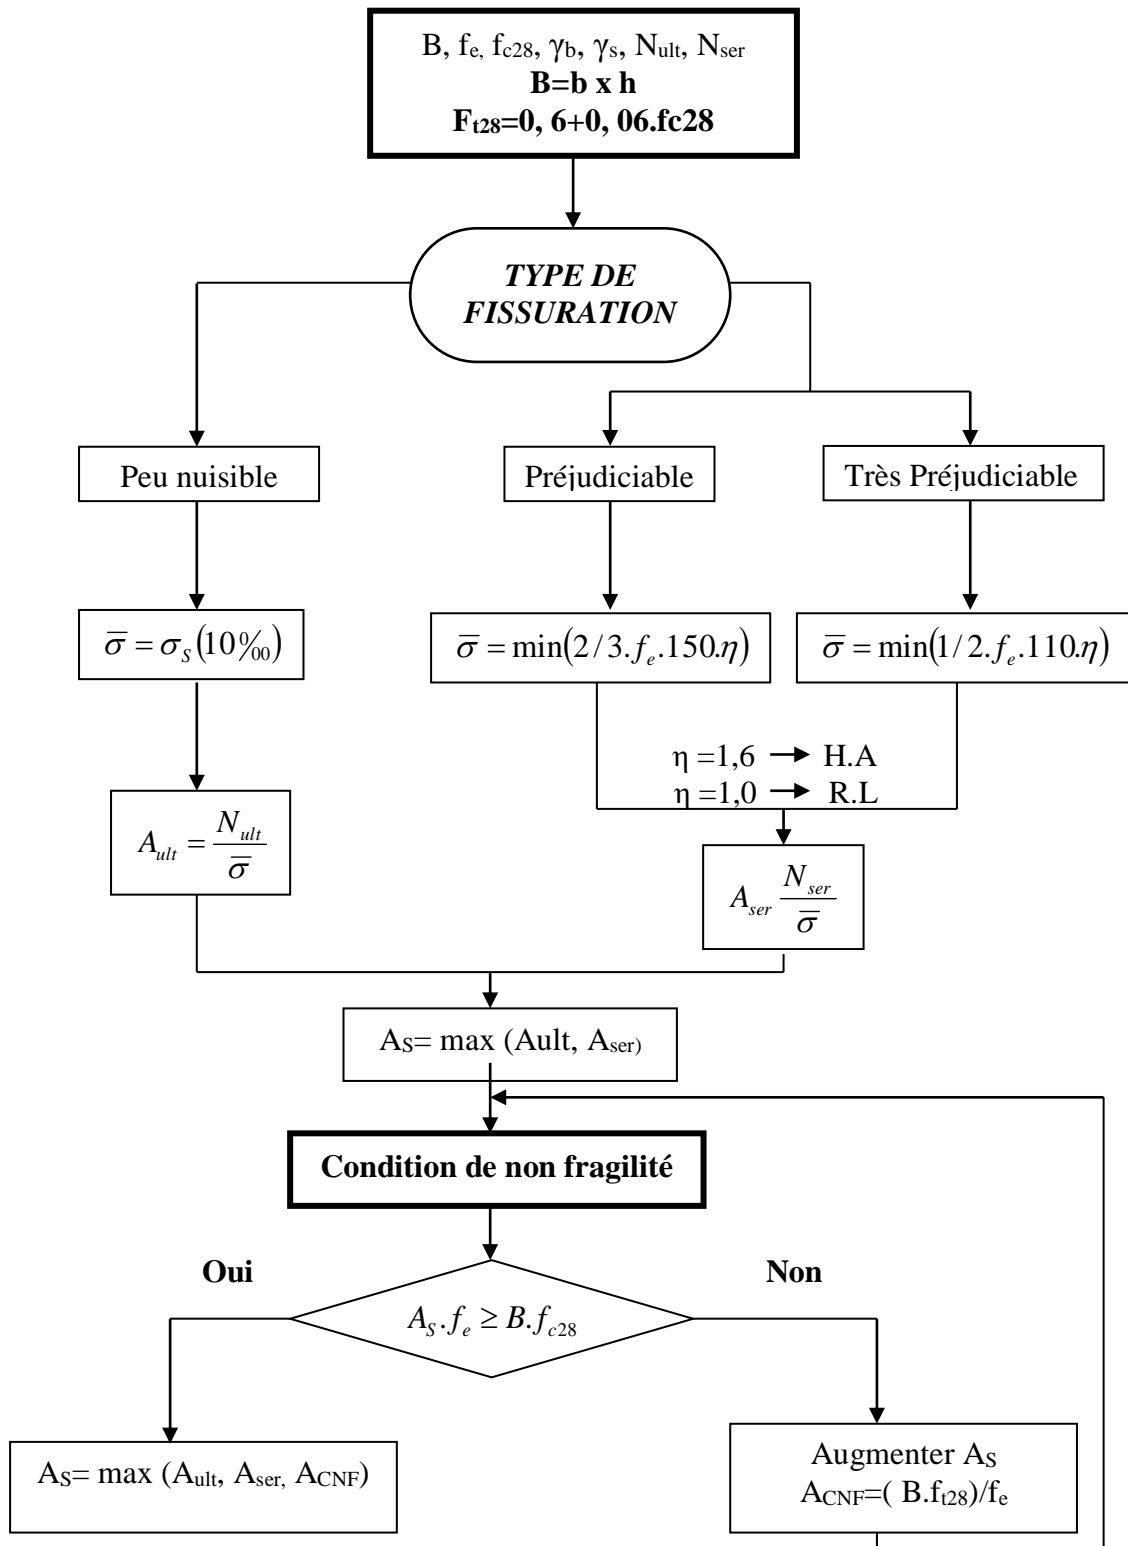 B, fe, fc28, γb, γs, Nult, Nser
B=b x h
Ft28=0, 6+0, 06.fc28
TYPE DE
FISSURATION
Peu nuisible
Préjudiciable
Très Préjudiciable
σ̅ = σS(10‰)
σ̅ = min(2/3.fe.150.η)
σ̅ = min(1/2.fe.110.η)
η =1,6 → H.A
η =1,0 → R.L
Ault = Nult / σ̅
Aser Nser / σ̅
AS= max (Ault, Aser)
Condition de non fragilité
Oui
Non
AS.fe ≥ B.fc28
AS= max (Ault, Aser, ACNF)
Augmenter AS
ACNF=( B.ft28)/fe